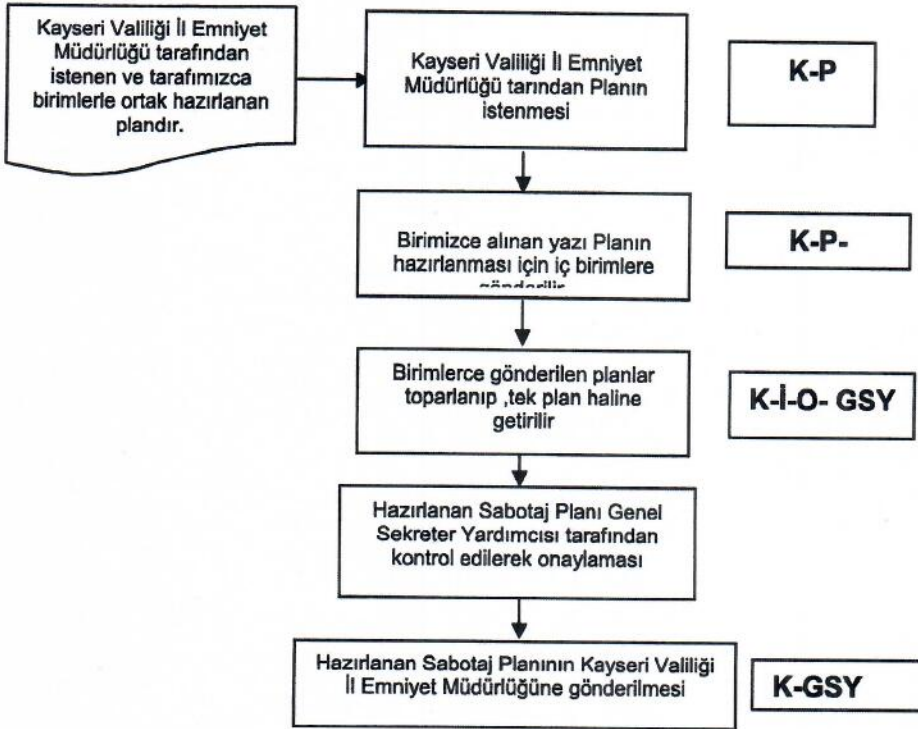 Kayseri Valiliği İl Emniyet
Müdürlüğü tarafından
istenen ve tarafımızca
birimlerle ortak hazırlanan
plandır.
Kayseri Valiliği İl Emniyet
Müdürlüğü tarından Planın
istenmesi
K-P
Birimizce alınan yazı Planın
hazırlanması için iç birimlere
gönderilir
K-P-
Birimlerce gönderilen planlar
toparlanıp ,tek plan haline
getirilir
K-İ-O- GSY
Hazırlanan Sabotaj Planı Genel
Sekreter Yardımcısı tarafından
kontrol edilerek onaylaması
Hazırlanan Sabotaj Planının Kayseri Valiliği
İl Emniyet Müdürlüğüne gönderilmesi
K-GSY